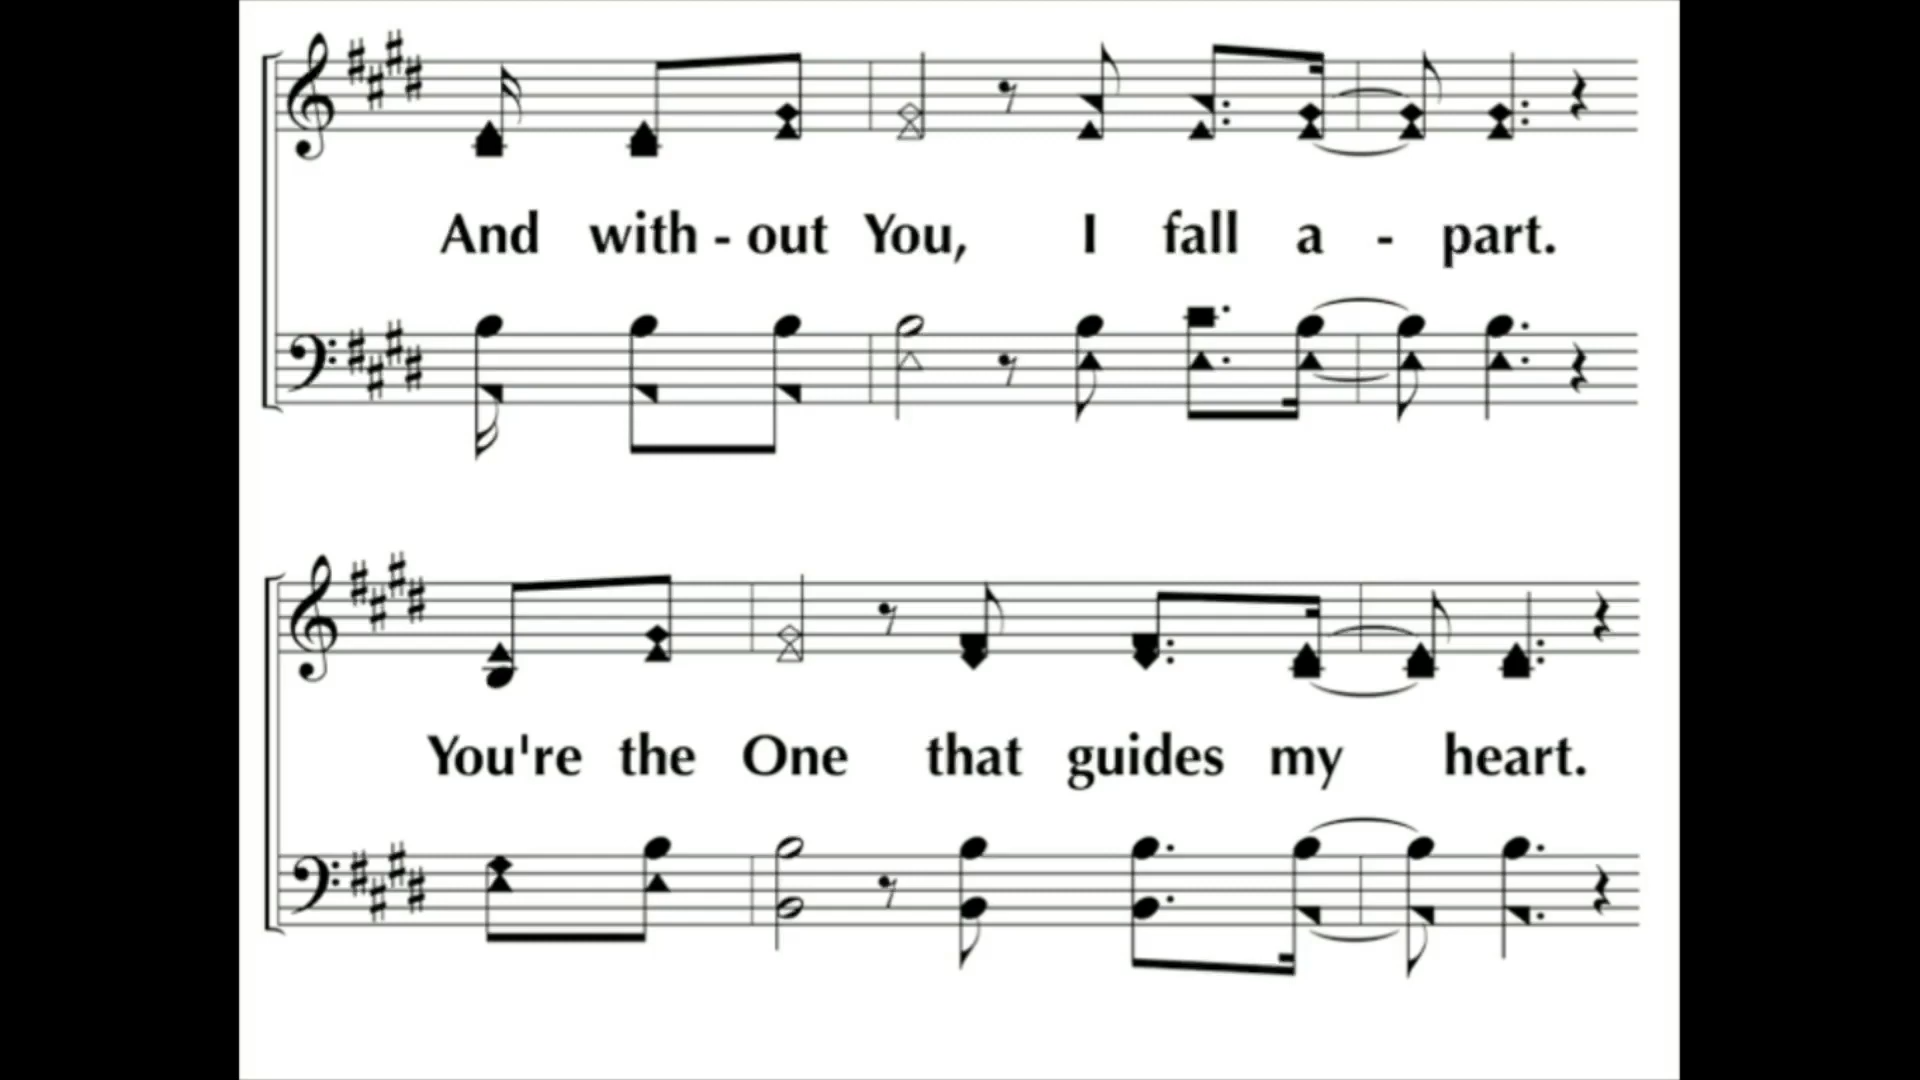 And with - out You, I fall a - part.
You're the One that guides my heart.